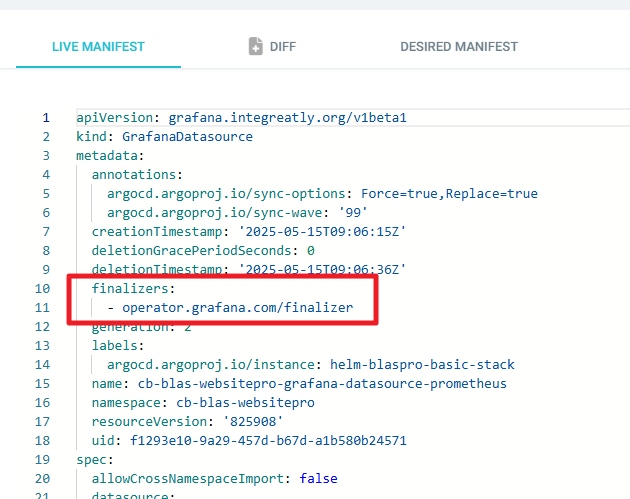 LIVE MANIFEST
DIFF
DESIRED MANIFEST
1 apiVersion: grafana.integreatly.org/v1beta1
2 kind: GrafanaDatasource
3 metadata:
4 annotations:
5 argocd.argoproj.io/sync-options: Force=true,Replace=true
6 argocd.argoproj.io/sync-wave: '99'
7 creationTimestamp: '2025-05-15T09:06:15Z'
8 deletionGracePeriodSeconds: 0
9 deletionTimestamp: '2025-05-15T09:06:36Z'
10 finalizers:
11 - operator.grafana.com/finalizer
12 generation: 2
13 labels:
14 argocd.argoproj.io/instance: helm-blaspro-basic-stack
15 name: cb-blas-websitepro-grafana-datasource-prometheus
16 namespace: cb-blas-websitepro
17 resourceVersion: '825908'
18 uid: f1293e10-9a29-457d-b67d-a1b580b24571
19 spec:
20 allowCrossNamespaceImport: false
21 datasource: